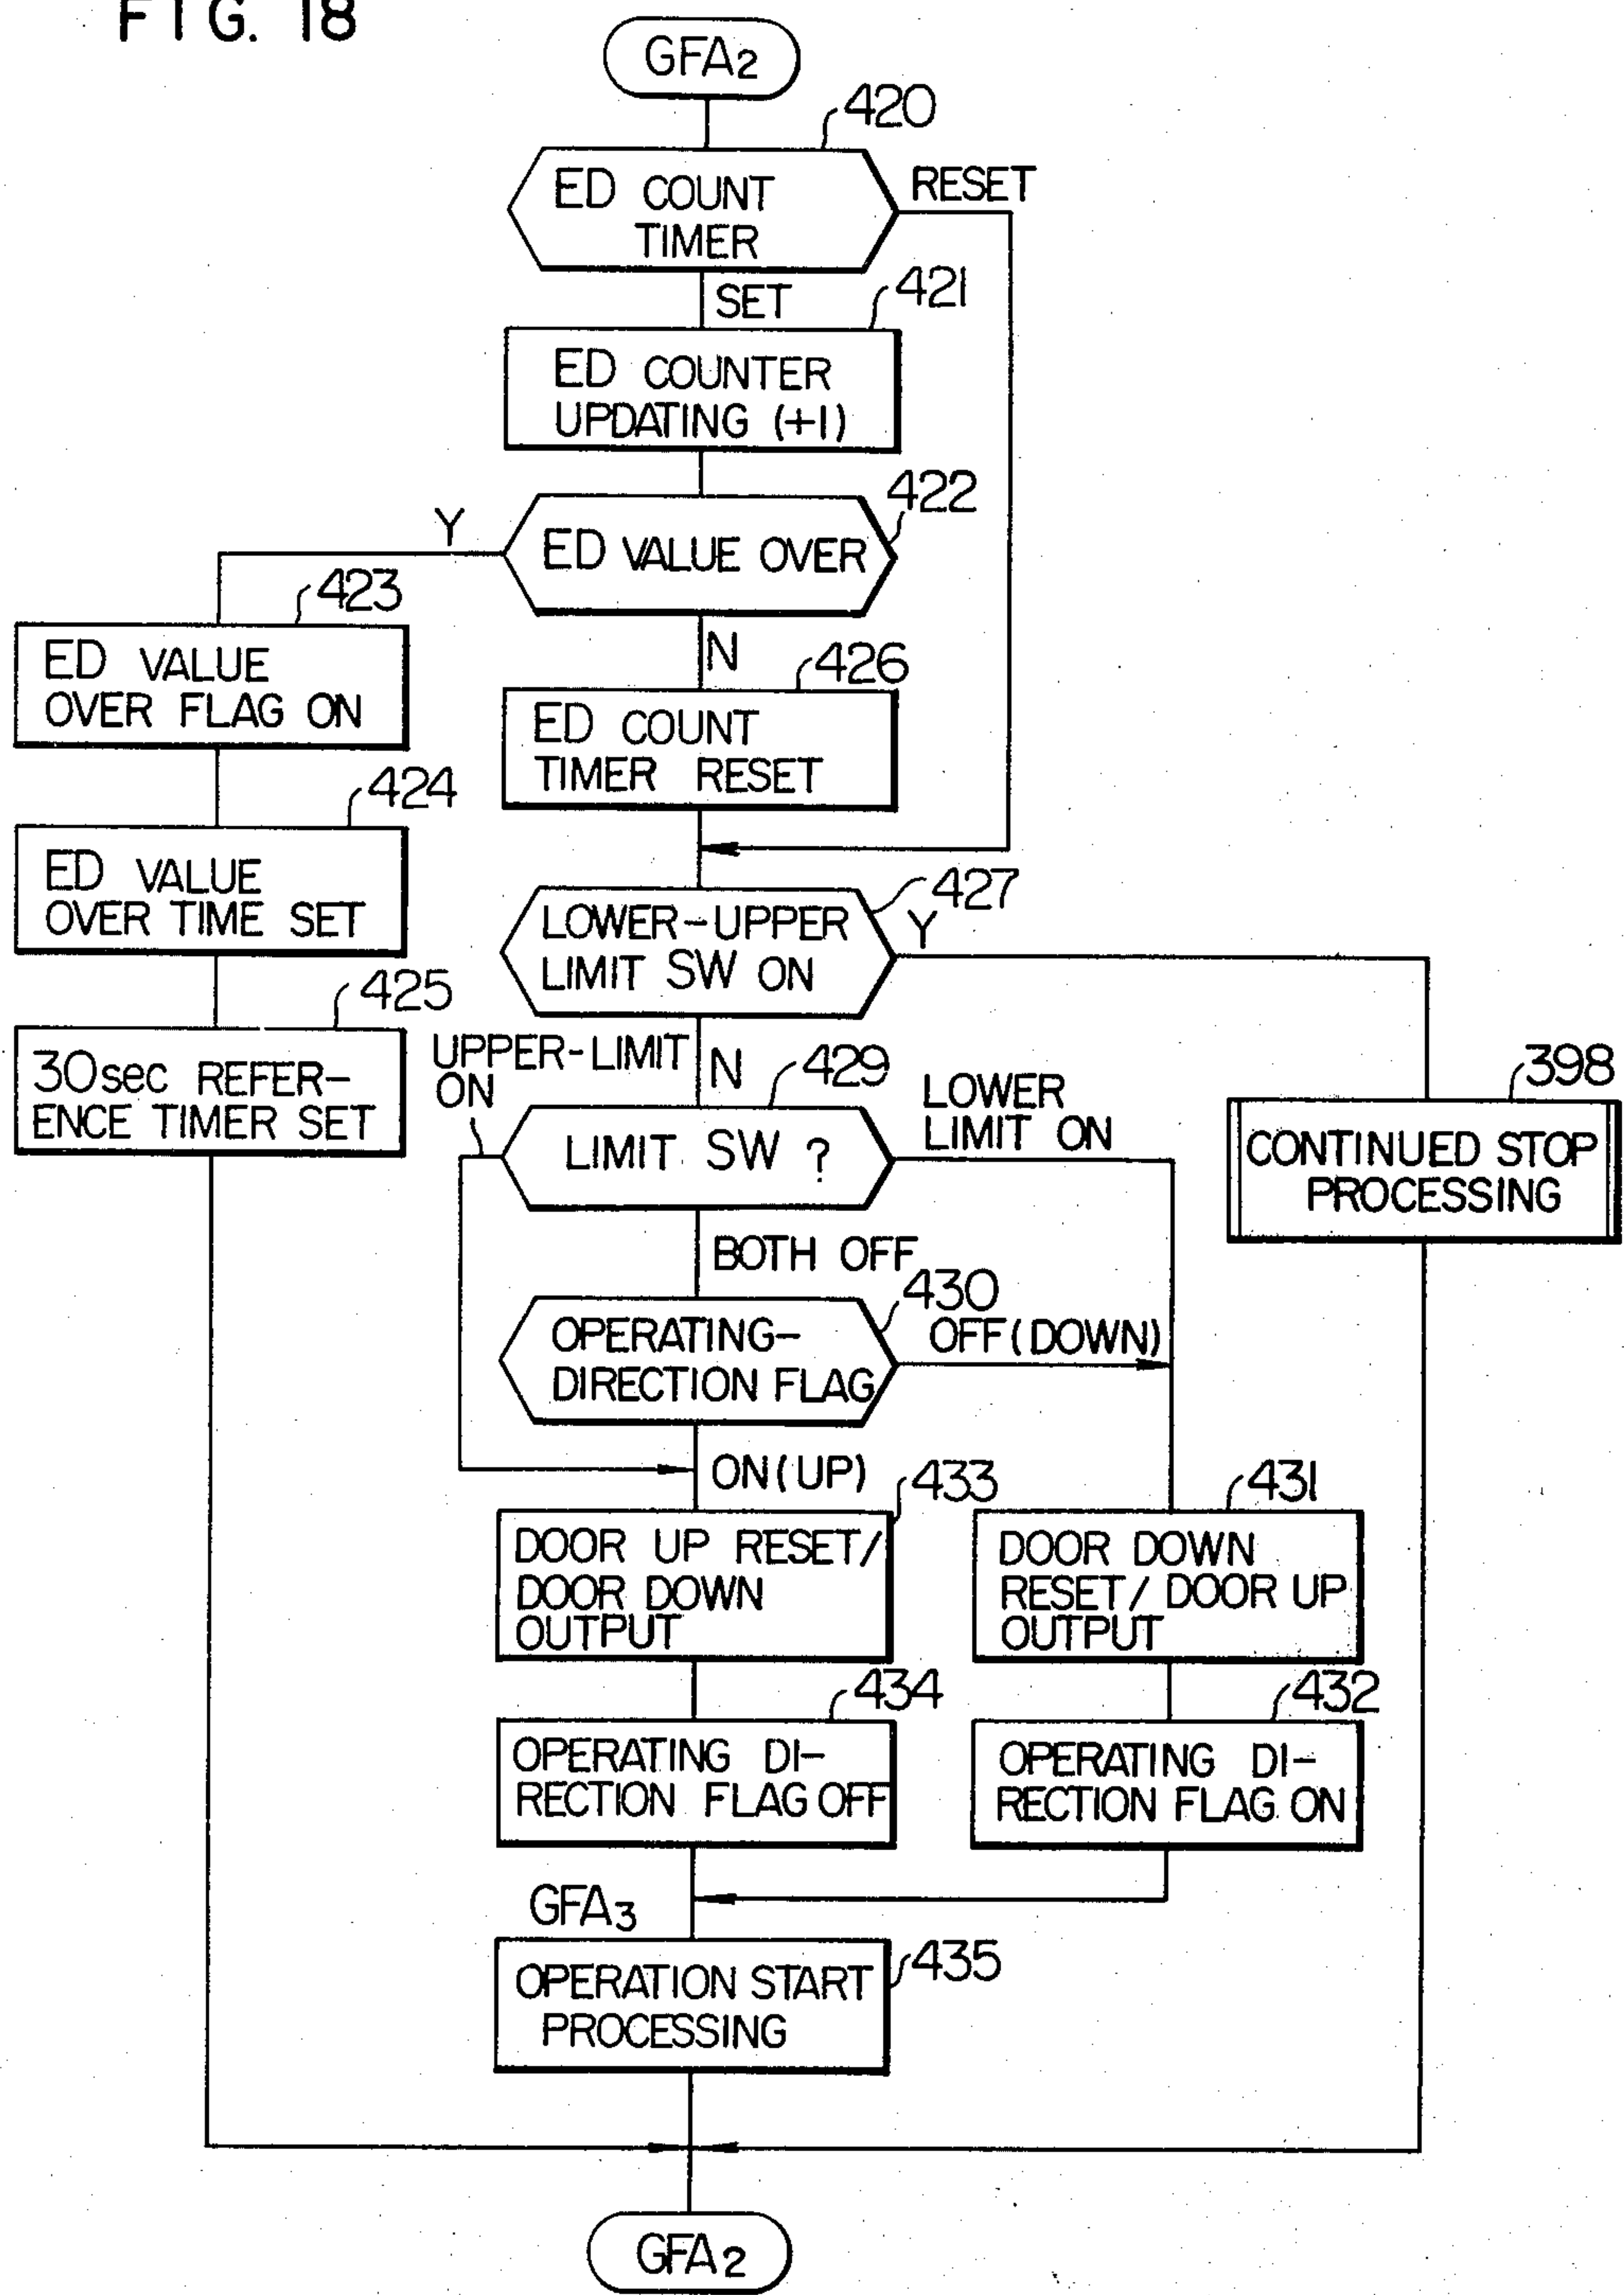 FIG. 18
GFA2
420
ED COUNT
TIMER
RESET
SET
421
ED COUNTER
UPDATING (+1)
422
Y
ED VALUE OVER
423
ED VALUE
OVER FLAG ON
N
426
ED COUNT
TIMER RESET
424
ED VALUE
OVER TIME SET
427
LOWER-UPPER
LIMIT SW ON
Y
425
30sec REFER-
ENCE TIMER SET
UPPER-LIMIT
ON
N
429
LIMIT SW ?
LOWER
LIMIT ON
398
CONTINUED STOP
PROCESSING
BOTH OFF
430
OPERATING-
DIRECTION FLAG
OFF(DOWN)
ON(UP)
433
DOOR UP RESET/
DOOR DOWN
OUTPUT
431
DOOR DOWN
RESET/DOOR UP
OUTPUT
434
OPERATING DI-
RECTION FLAG OFF
432
OPERATING DI-
RECTION FLAG ON
GFA3
435
OPERATION START
PROCESSING
GFA2